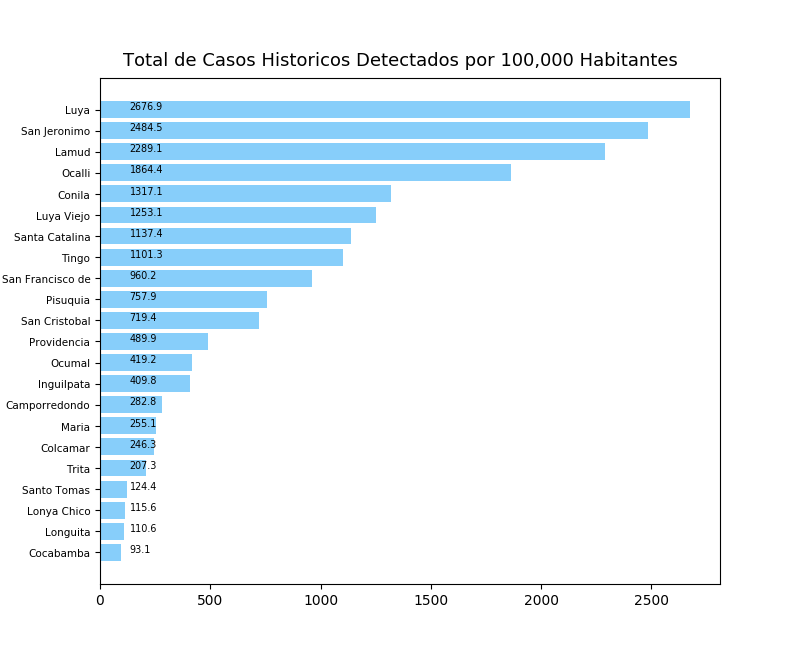 Total de Casos Historicos Detectados por 100,000 Habitantes
Luya 2676.9
San Jeronimo 2484.5
Lamud 2289.1
Ocalli 1864.4
Conila 1317.1
Luya Viejo 1253.1
Santa Catalina 1137.4
Tingo 1101.3
San Francisco de 960.2
Pisuquia 757.9
San Cristobal 719.4
Providencia 489.9
Ocumal 419.2
Inguilpata 409.8
Camporredondo 282.8
Maria 255.1
Colcamar 246.3
Trita 207.3
Santo Tomas 124.4
Lonya Chico 115.6
Longuita 110.6
Cocabamba 93.1
0 500 1000 1500 2000 2500